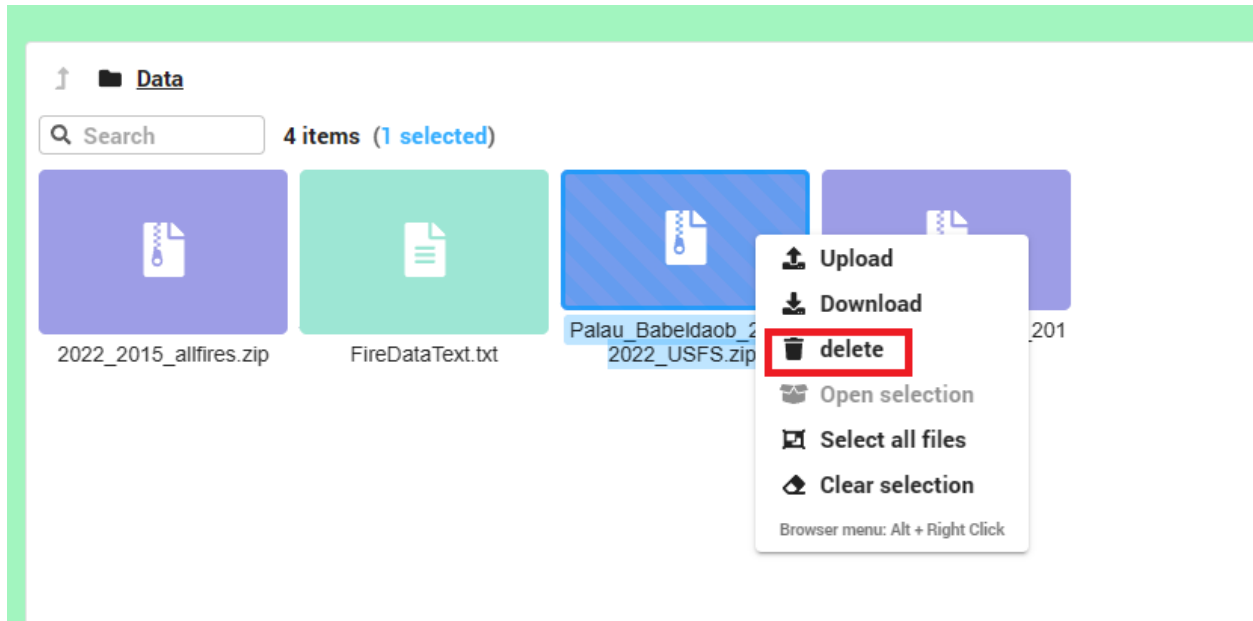 Data
Search
4 items (1 selected)
2022_2015_allfires.zip
FireDataText.txt
Palau_Babeldaob_2
2022_USFS.zip
_201
Upload
Download
delete
Open selection
Select all files
Clear selection
Browser menu: Alt + Right Click